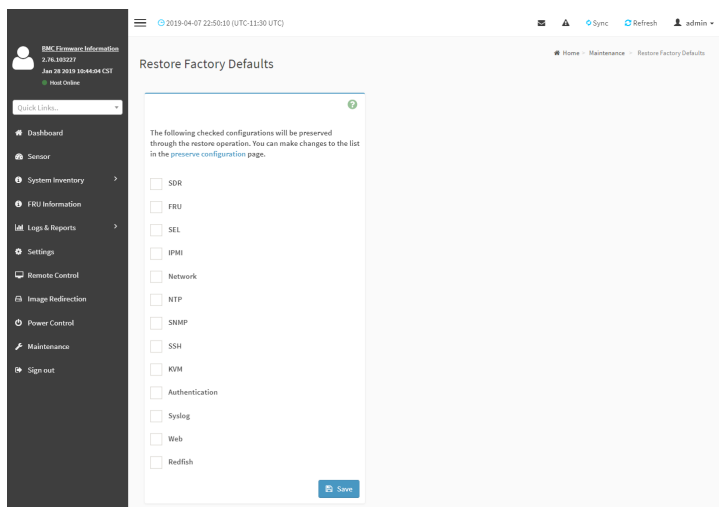 2019-04-07 22:50:10 (UTC-11:30 UTC)
Sync
Refresh
admin
BMC Firmware Information
2.76.103227
Jan 28 2019 10:44:04 CST
Host Online
Quick Links..
Dashboard
Sensor
System Inventory
FRU Information
Logs & Reports
Settings
Remote Control
Image Redirection
Power Control
Maintenance
Sign out
Home - Maintenance - Restore Factory Defaults
Restore Factory Defaults
The following checked configurations will be preserved
through the restore operation. You can make changes to the list
in the preserve configuration page.
SDR
FRU
SEL
IPMI
Network
NTP
SNMP
SSH
KVM
Authentication
Syslog
Web
Redfish
Save